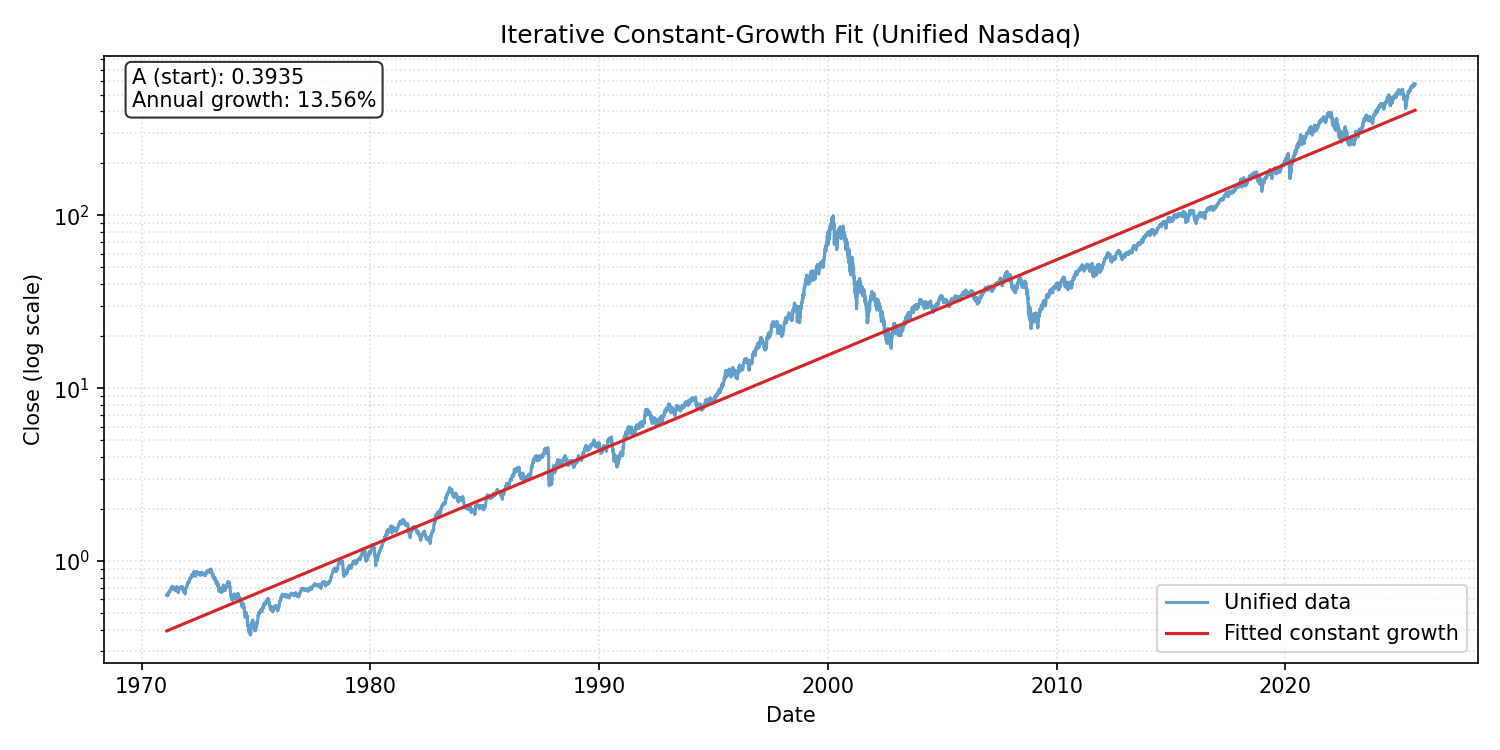 Iterative Constant-Growth Fit (Unified Nasdaq)
A (start): 0.3935
Annual growth: 13.56%
Close (log scale)
10²
10¹
10⁰
Unified data
Fitted constant growth
1970 1980 1990 2000 2010 2020
Date